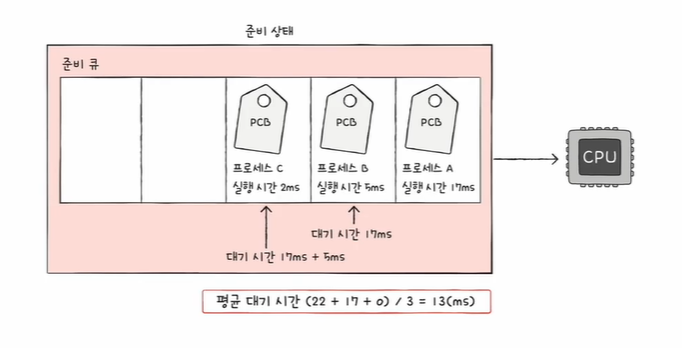 준비 상태
준비 큐
PCB
PCB
PCB
프로세스 C
실행 시간 2ms
프로세스 B
실행 시간 5ms
프로세스 A
실행 시간 17ms
CPU
대기 시간 17ms
대기 시간 17ms + 5ms
평균 대기 시간 (22 + 17 + 0) / 3 = 13(ms)